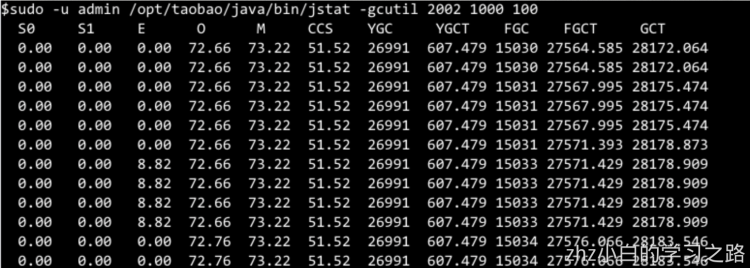 $sudo -u admin /opt/taobao/java/bin/jstat -gcutil 2002 1000 100
S0 S1 E O M CCS YGC YGCT FGC FGCT GCT
0.00 0.00 0.00 72.66 73.22 51.52 26991 607.479 15030 27564.585 28172.064
0.00 0.00 0.00 72.66 73.22 51.52 26991 607.479 15030 27564.585 28172.064
0.00 0.00 0.00 72.66 73.22 51.52 26991 607.479 15031 27567.995 28175.474
0.00 0.00 0.00 72.66 73.22 51.52 26991 607.479 15031 27567.995 28175.474
0.00 0.00 0.00 72.66 73.22 51.52 26991 607.479 15031 27567.995 28175.474
0.00 0.00 0.00 72.66 73.22 51.52 26991 607.479 15031 27571.393 28178.873
0.00 0.00 8.82 72.66 73.22 51.52 26991 607.479 15033 27571.429 28178.909
0.00 0.00 8.82 72.66 73.22 51.52 26991 607.479 15033 27571.429 28178.909
0.00 0.00 8.82 72.66 73.22 51.52 26991 607.479 15033 27571.429 28178.909
0.00 0.00 8.82 72.66 73.22 51.52 26991 607.479 15033 27571.429 28178.909
0.00 0.00 0.00 72.76 73.22 51.52 26991 607.479 15034 27576.066 28183.546
0.00 0.00 0.00 72.76 73.22 51.52 26991 607.479 15034 27576.066 28183.546
zhz小白的学习之路